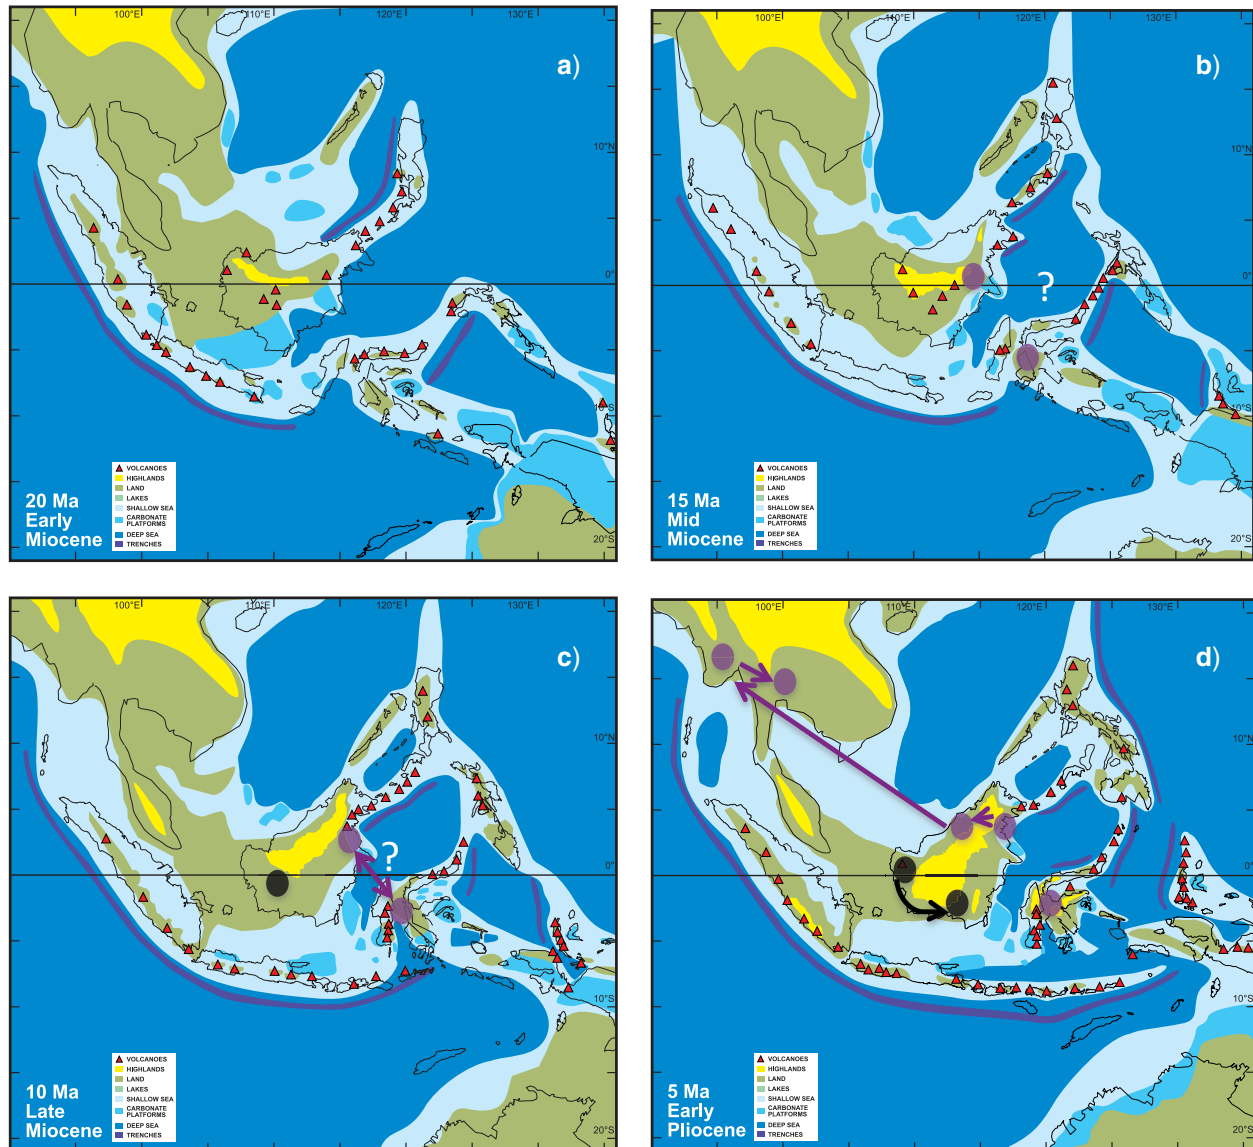 100°E 110°E 120°E 130°E
a)
10°N
0°
10°S
20°S
20 Ma
Early
Miocene
VOLCANOES
HIGHLANDS
LAND
LAKES
SHALLOW SEA
CARBONATE
PLATFORMS
DEEP SEA
TRENCHES
100°E 110°E 120°E 130°E
b)
10°N
0°
?
10°S
20°S
15 Ma
Mid
Miocene
VOLCANOES
HIGHLANDS
LAND
LAKES
SHALLOW SEA
CARBONATE
PLATFORMS
DEEP SEA
TRENCHES
100°E 110°E 120°E 130°E
c)
10°N
?
0°
10°S
20°S
10 Ma
Late
Miocene
VOLCANOES
HIGHLANDS
LAND
LAKES
SHALLOW SEA
CARBONATE
PLATFORMS
DEEP SEA
TRENCHES
100°E 110°E 120°E 130°E
d)
10°N
0°
10°S
20°S
5 Ma
Early
Pliocene
VOLCANOES
HIGHLANDS
LAND
LAKES
SHALLOW SEA
CARBONATE
PLATFORMS
DEEP SEA
TRENCHES